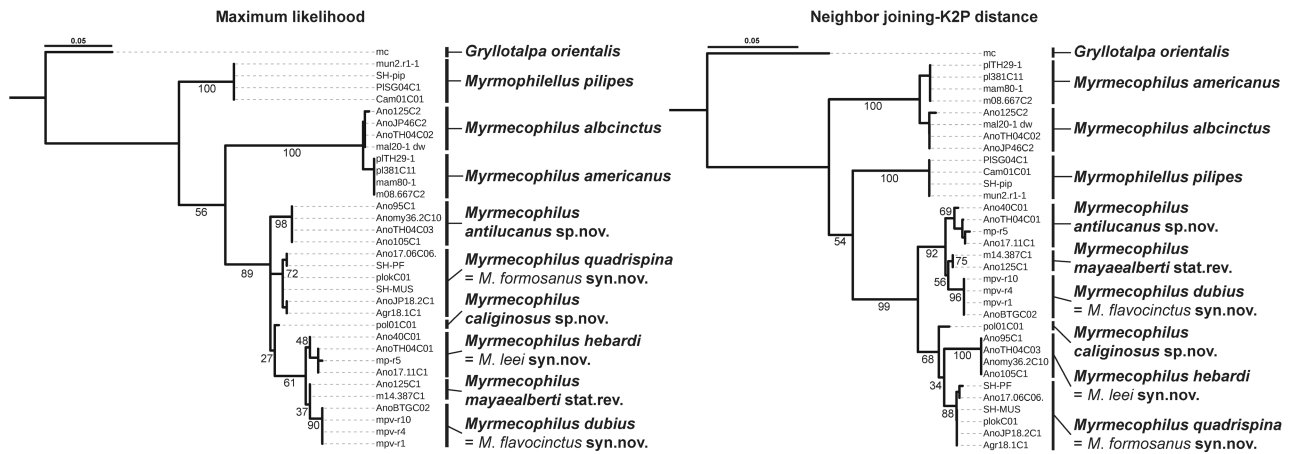 Maximum likelihood
0.05
mc
mun2.r1-1
SH-pip
PlSG04C1
Cam01C01
Ano125C2
AnoJP46C2
AnoTH04C02
mal20-1 dw
plTH29-1
pl381C11
mam80-1
m08.667C2
Ano95C1
Anomy36.2C10
AnoTH04C03
Ano105C1
Ano17.06C06.
SH-PF
plokC01
SH-MUS
AnoJP18.2C1
Agr18.1C1
pol01C01
Ano40C01
AnoTH04C01
mp-r5
Ano17.11C1
Ano125C1
m14.387C1
AnoBTGC02
mpv-r10
mpv-r4
mpv-r1
100
100
56
98
89
72
27
48
61
37
90
Gryllotalpa orientalis
Myrmophilellus pilipes
Myrmecophilus albcinctus
Myrmecophilus americanus
Myrmecophilus
antilucanus sp.nov.
Myrmecophilus quadrispina
= M. formosanus syn.nov.
Myrmecophilus
caliginosus sp.nov.
Myrmecophilus hebardi
= M. leei syn.nov.
Myrmecophilus
mayaealberti stat.rev.
Myrmecophilus dubius
= M. flavocinctus syn.nov.
Neighbor joining-K2P distance
0.05
mc
plTH29-1
pl381C11
mam80-1
m08.667C2
Ano125C2
mal20-1 dw
AnoTH04C02
AnoJP46C2
PlSG04C1
Cam01C01
SH-pip
mun2.r1-1
Ano40C01
AnoTH04C01
mp-r5
Ano17.11C1
m14.387C1
Ano125C1
mpv-r10
mpv-r4
mpv-r1
AnoBTGC02
pol01C01
Ano95C1
AnoTH04C03
Anomy36.2C10
Ano105C1
SH-PF
Ano17.06C06.
SH-MUS
plokC01
AnoJP18.2C1
Agr18.1C1
100
100
54
69
92
75
56
96
99
68
100
34
88
Gryllotalpa orientalis
Myrmecophilus americanus
Myrmecophilus albcinctus
Myrmophilellus pilipes
Myrmecophilus
antilucanus sp.nov.
Myrmecophilus
mayaealberti stat.rev.
Myrmecophilus dubius
= M. flavocinctus syn.nov.
Myrmecophilus
caliginosus sp.nov.
Myrmecophilus hebardi
= M. leei syn.nov.
Myrmecophilus quadrispina
= M. formosanus syn.nov.